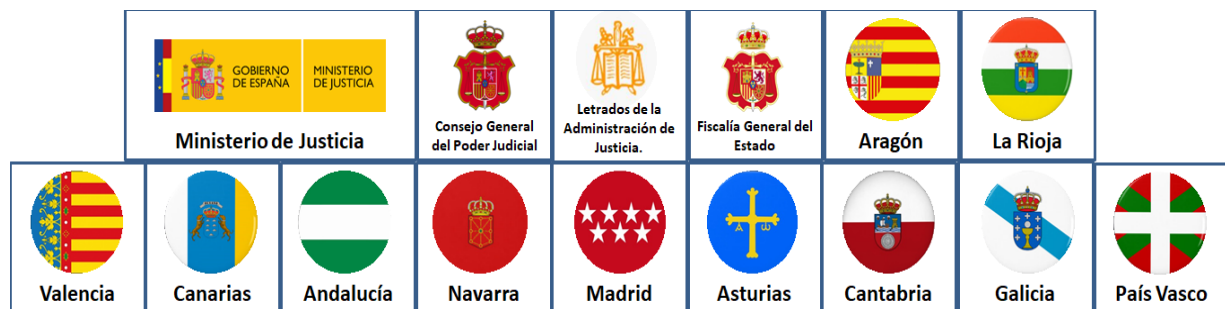 GOBIERNO
DE ESPAÑA
MINISTERIO
DE JUSTICIA
Ministerio de Justicia
Consejo General
del Poder Judicial
Letrados de la
Administración de
Justicia.
Fiscalía General del
Estado
Aragón
La Rioja
Valencia
Canarias
Andalucía
Navarra
Madrid
Asturias
Cantabria
Galicia
País Vasco